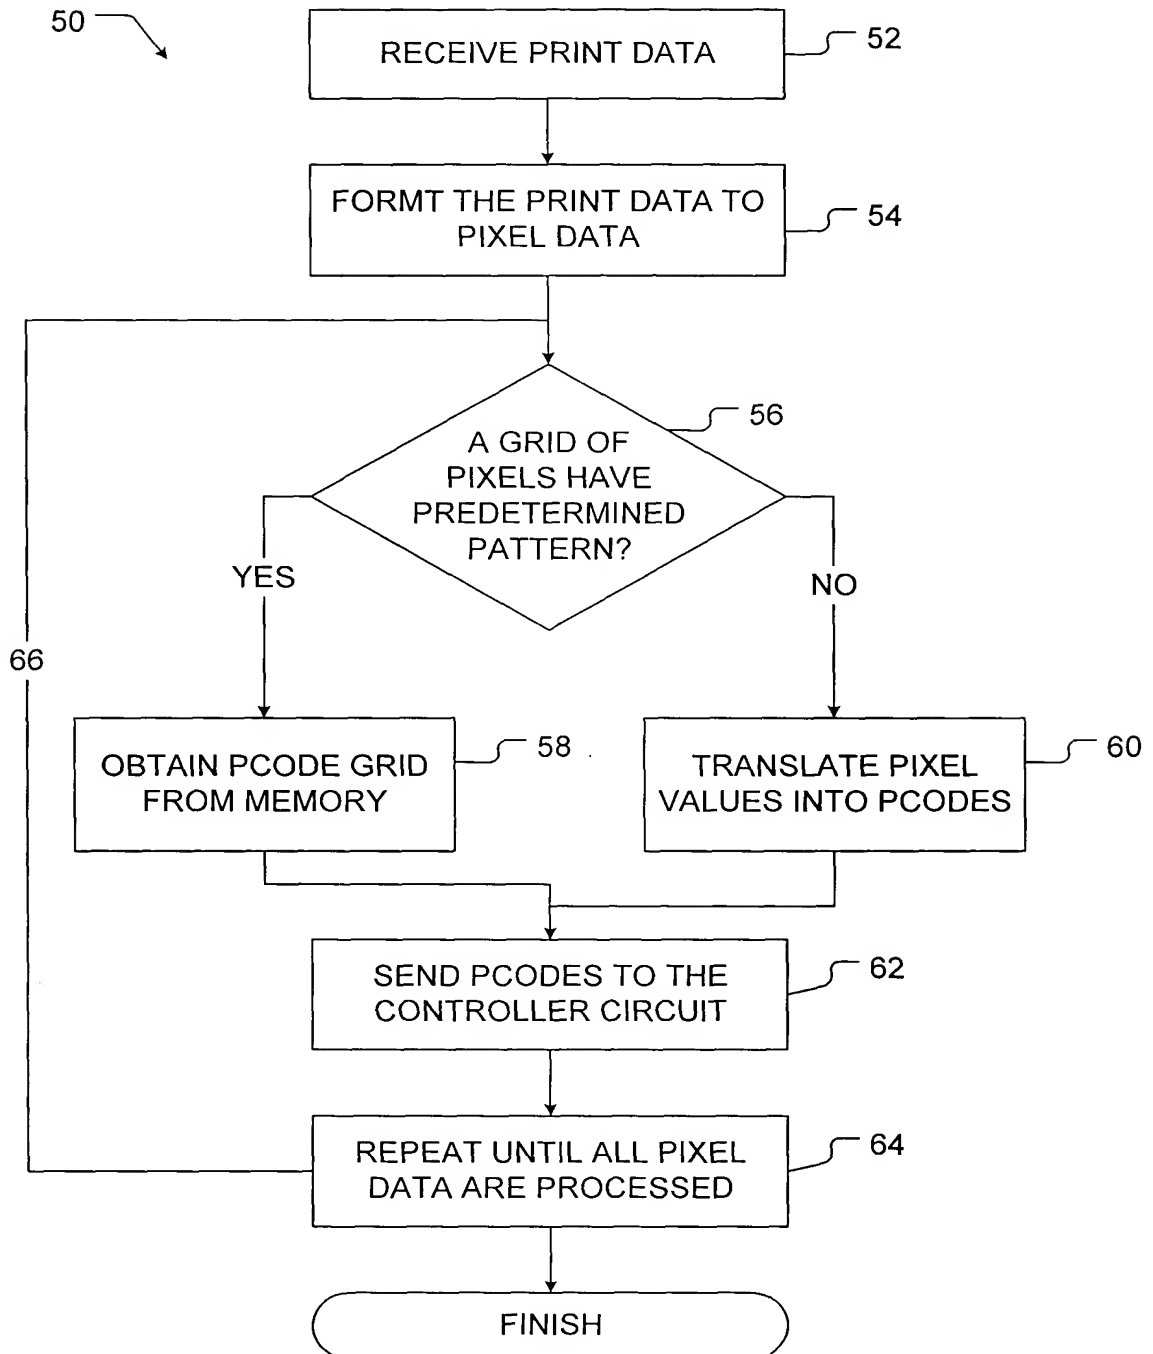 50
RECEIVE PRINT DATA
52
FORMT THE PRINT DATA TO
PIXEL DATA
54
A GRID OF
PIXELS HAVE
PREDETERMINED
PATTERN?
56
YES
NO
66
OBTAIN PCODE GRID
FROM MEMORY
58
TRANSLATE PIXEL
VALUES INTO PCODES
60
SEND PCODES TO THE
CONTROLLER CIRCUIT
62
REPEAT UNTIL ALL PIXEL
DATA ARE PROCESSED
64
FINISH